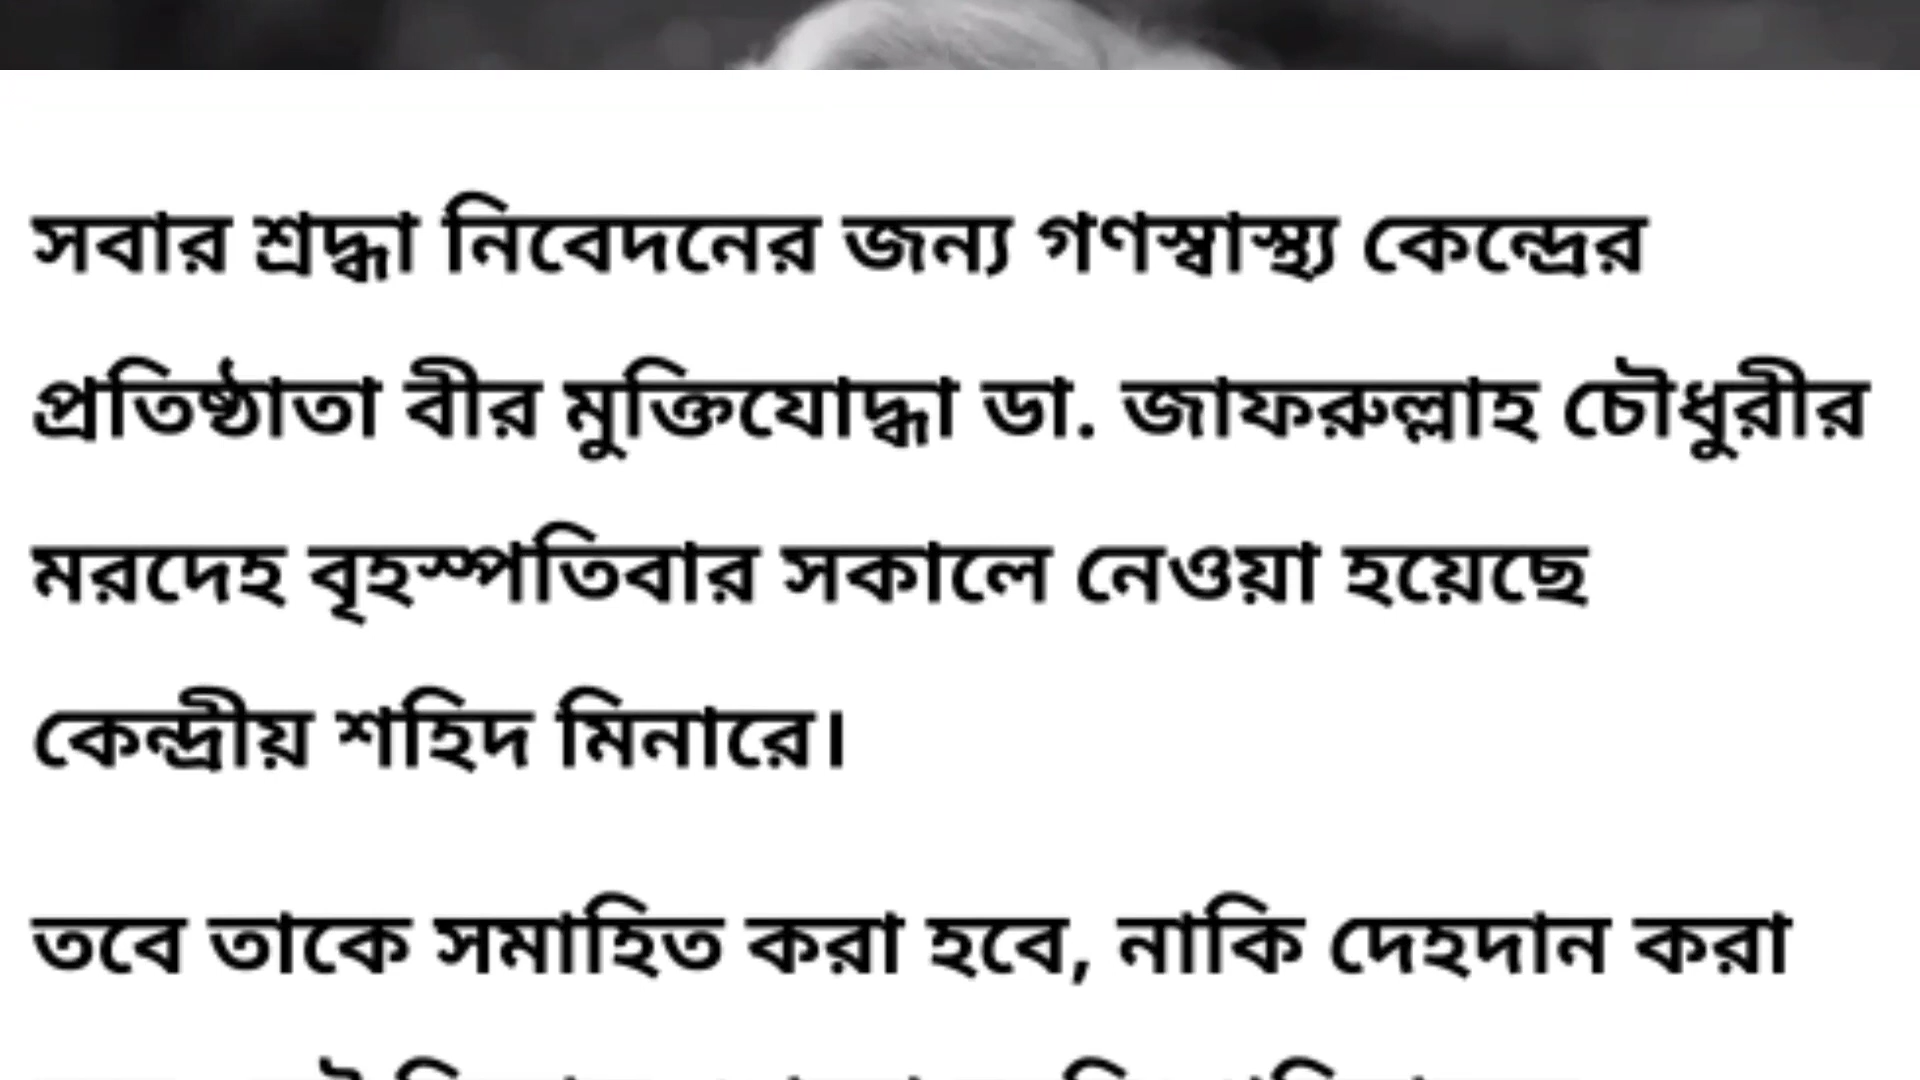 সবার শ্রদ্ধা নিবেদনের জন্য গণস্বাস্থ্য কেন্দ্রের
প্রতিষ্ঠাতা বীর মুক্তিযোদ্ধা ডা. জাফরুল্লাহ চৌধুরীর
মরদেহ বৃহস্পতিবার সকালে নেওয়া হয়েছে
কেন্দ্রীয় শহিদ মিনারে।
তবে তাকে সমাহিত করা হবে, নাকি দেহদান করা